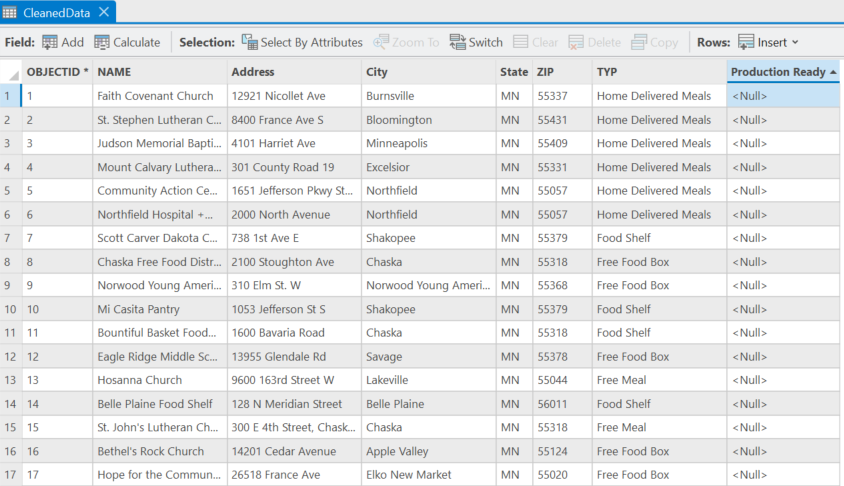 CleanedData
Field: Add Calculate Selection: Select By Attributes Zoom To Switch Clear Delete Copy Rows: Insert
OBJECTID * NAME Address City State ZIP TYP Production Ready
1 1 Faith Covenant Church 12921 Nicollet Ave Burnsville MN 55337 Home Delivered Meals <Null>
2 2 St. Stephen Lutheran C... 8400 France Ave S Bloomington MN 55431 Home Delivered Meals <Null>
3 3 Judson Memorial Bapti... 4101 Harriet Ave Minneapolis MN 55409 Home Delivered Meals <Null>
4 4 Mount Calvary Luthera... 301 County Road 19 Excelsior MN 55331 Home Delivered Meals <Null>
5 5 Community Action Ce... 1651 Jefferson Pkwy St... Northfield MN 55057 Home Delivered Meals <Null>
6 6 Northfield Hospital +... 2000 North Avenue Northfield MN 55057 Home Delivered Meals <Null>
7 7 Scott Carver Dakota C... 738 1st Ave E Shakopee MN 55379 Food Shelf <Null>
8 8 Chaska Free Food Distr... 2100 Stoughton Ave Chaska MN 55318 Free Food Box <Null>
9 9 Norwood Young Ameri... 310 Elm St. W Norwood Young Ameri... MN 55368 Free Food Box <Null>
10 10 Mi Casita Pantry 1053 Jefferson St S Shakopee MN 55379 Food Shelf <Null>
11 11 Bountiful Basket Food... 1600 Bavaria Road Chaska MN 55318 Food Shelf <Null>
12 12 Eagle Ridge Middle Sc... 13955 Glendale Rd Savage MN 55378 Free Food Box <Null>
13 13 Hosanna Church 9600 163rd Street W Lakeville MN 55044 Free Meal <Null>
14 14 Belle Plaine Food Shelf 128 N Meridian Street Belle Plaine MN 56011 Food Shelf <Null>
15 15 St. John's Lutheran Ch... 300 E 4th Street, Chask... Chaska MN 55318 Free Meal <Null>
16 16 Bethel's Rock Church 14201 Cedar Avenue Apple Valley MN 55124 Free Food Box <Null>
17 17 Hope for the Commun... 26518 France Ave Elko New Market MN 55020 Free Food Box <Null>